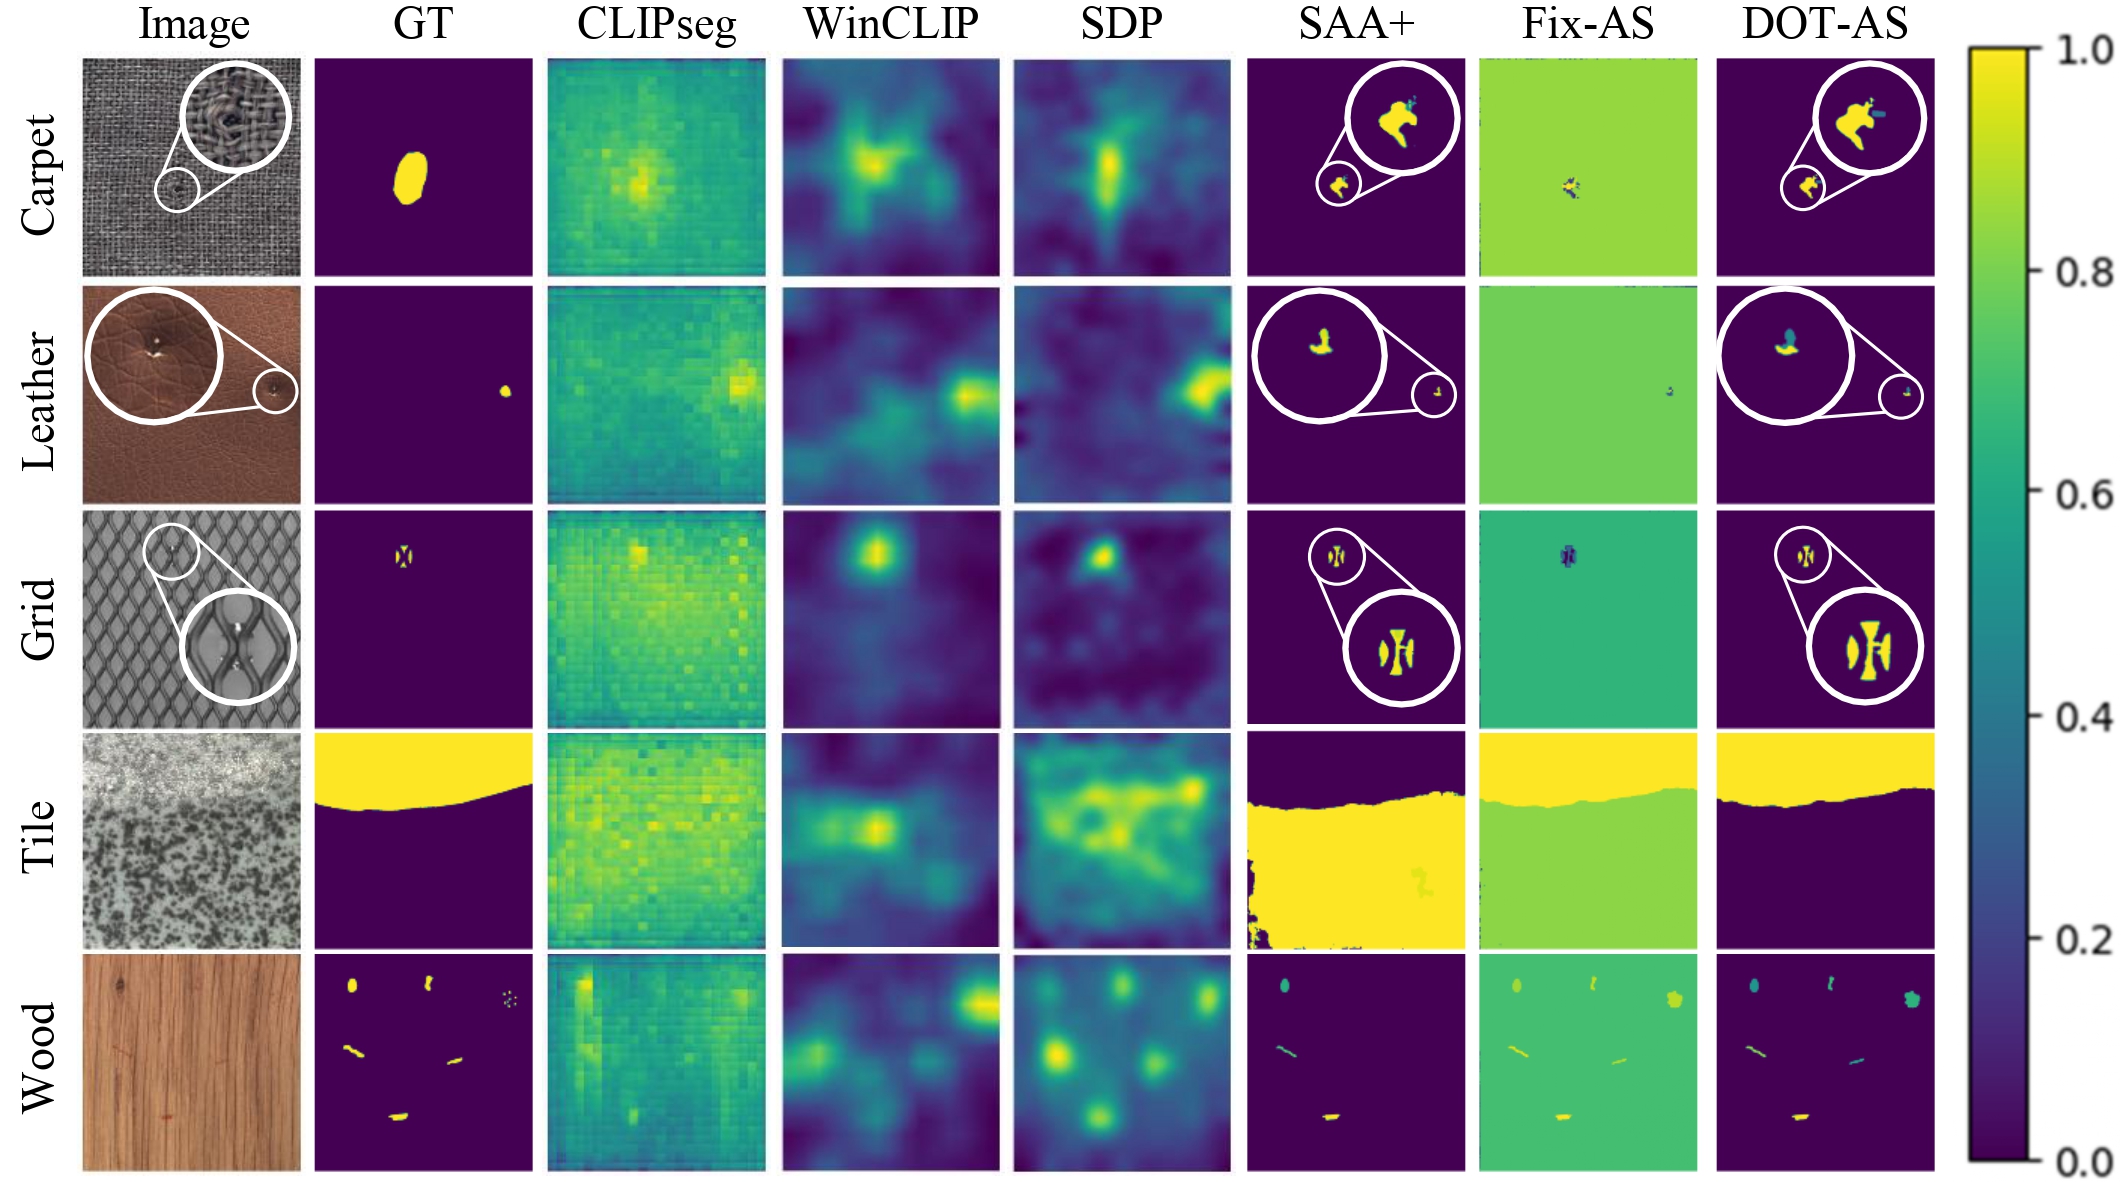 Image GT CLIPseg WinCLIP SDP SAA+ Fix-AS DOT-AS
Carpet
Leather
Grid
Tile
Wood
1.0
0.8
0.6
0.4
0.2
0.0